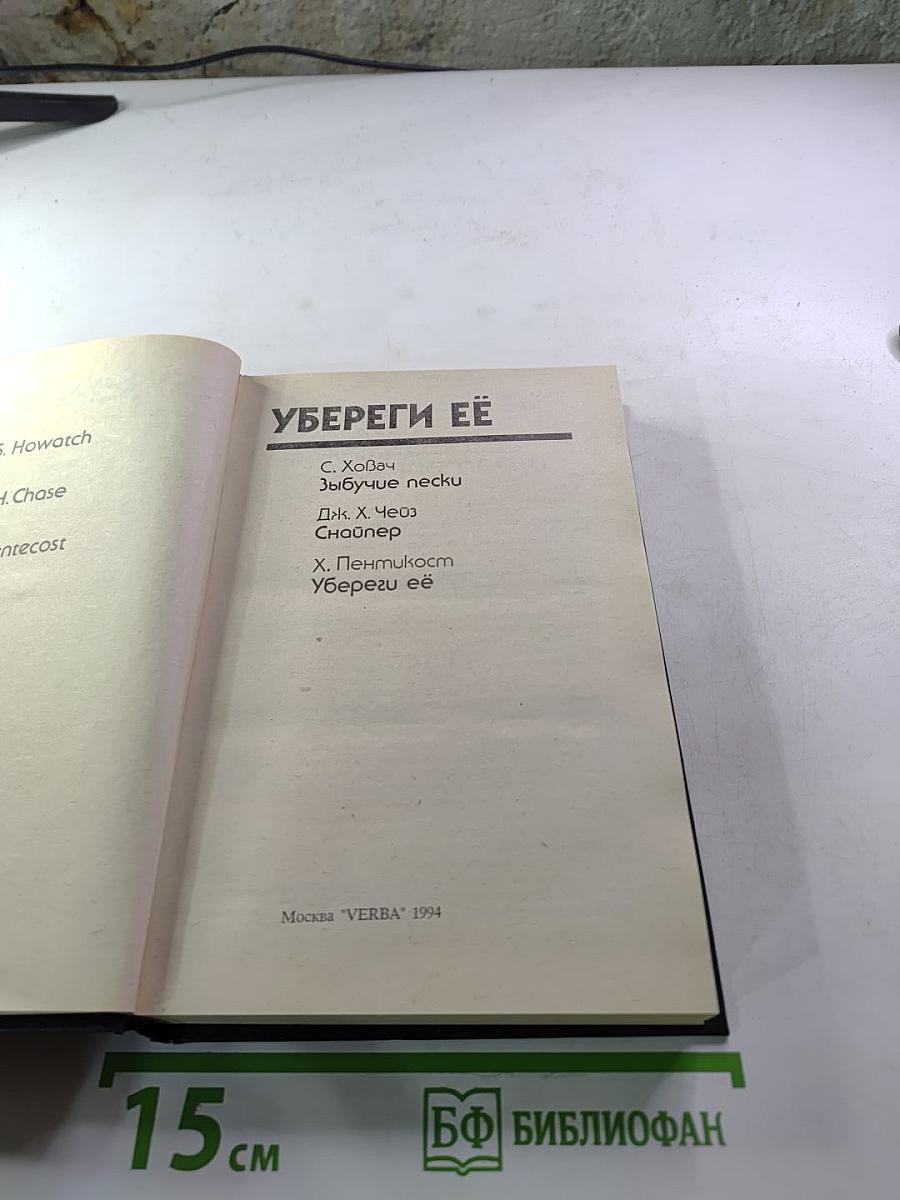 S. Howatch
H. Chase
ntecost
УБЕРЕГИ ЕЁ
С. Ховач
Зыбучие пески
Дж. Х. Чейз
Снайпер
Х. Пентикост
Убереги её
Москва "VERBA" 1994
15 см
БФ БИБЛИОФАН